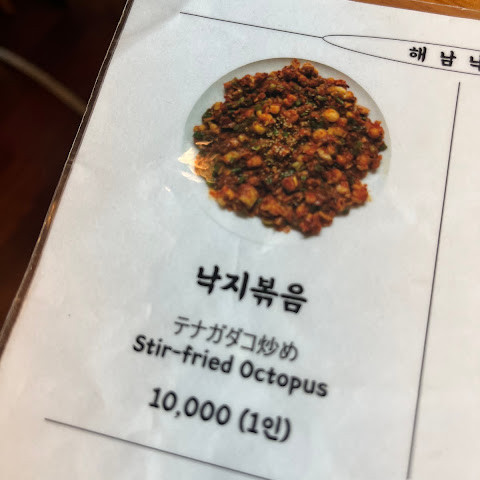 해남낙
낙지볶음
テナガダコ炒め
Stir-fried Octopus
10,000 (1인)